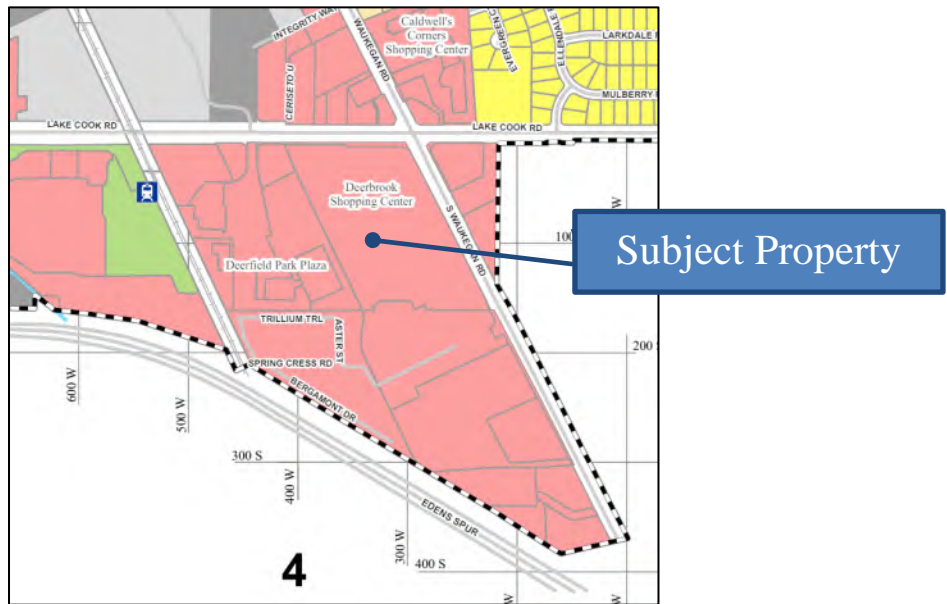 INTEGRITY WAY
Caldwell's
Corners
Shopping Center
WAUKEGAN RD
CERISETO U
EVERGREEN C
ELLENDALE
LARKDALE
MULBERRY
LAKE COOK RD
LAKE COOK RD
Deerbrook
Shopping Center
S WAUKEGAN RD
W
100
Subject Property
Deerfield Park Plaza
TRILLIUM TRL
ASTER ST
SPRING CRESS RD
BERGAMONT DR
200 S
600 W
500 W
400 W
300 W
300 S
EDENS SPUR
400 S
4
W
W